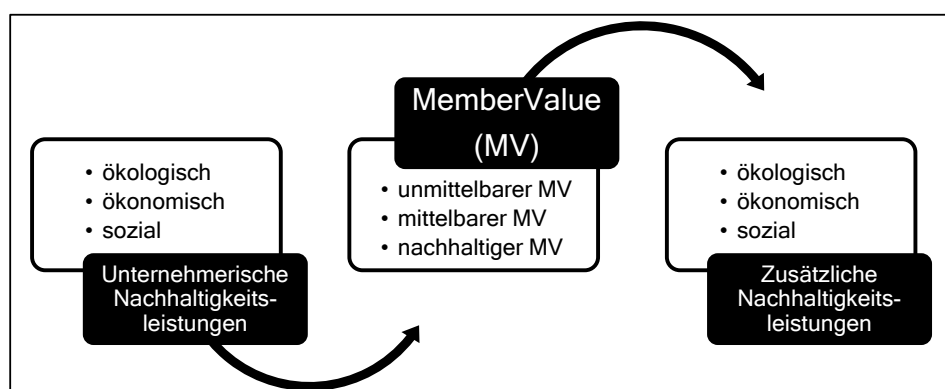 • ökologisch
• ökonomisch
• sozial
Unternehmerische
Nachhaltigkeits-
leistungen
MemberValue
(MV)
• unmittelbarer MV
• mittelbarer MV
• nachhaltiger MV
• ökologisch
• ökonomisch
• sozial
Zusätzliche
Nachhaltigkeits-
leistungen